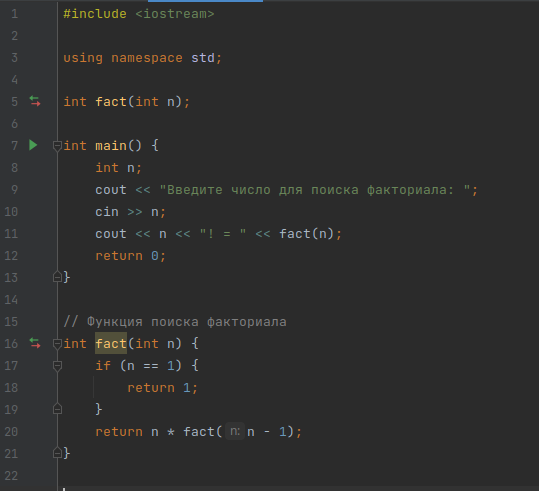 1 #include <iostream>
2
3 using namespace std;
4
5 int fact(int n);
6
7 int main() {
8     int n;
9     cout << "Введите число для поиска факториала: ";
10     cin >> n;
11     cout << n << "! = " << fact(n);
12     return 0;
13 }
14
15 // Функция поиска факториала
16 int fact(int n) {
17     if (n == 1) {
18         return 1;
19     }
20     return n * fact( n: n - 1);
21 }
22